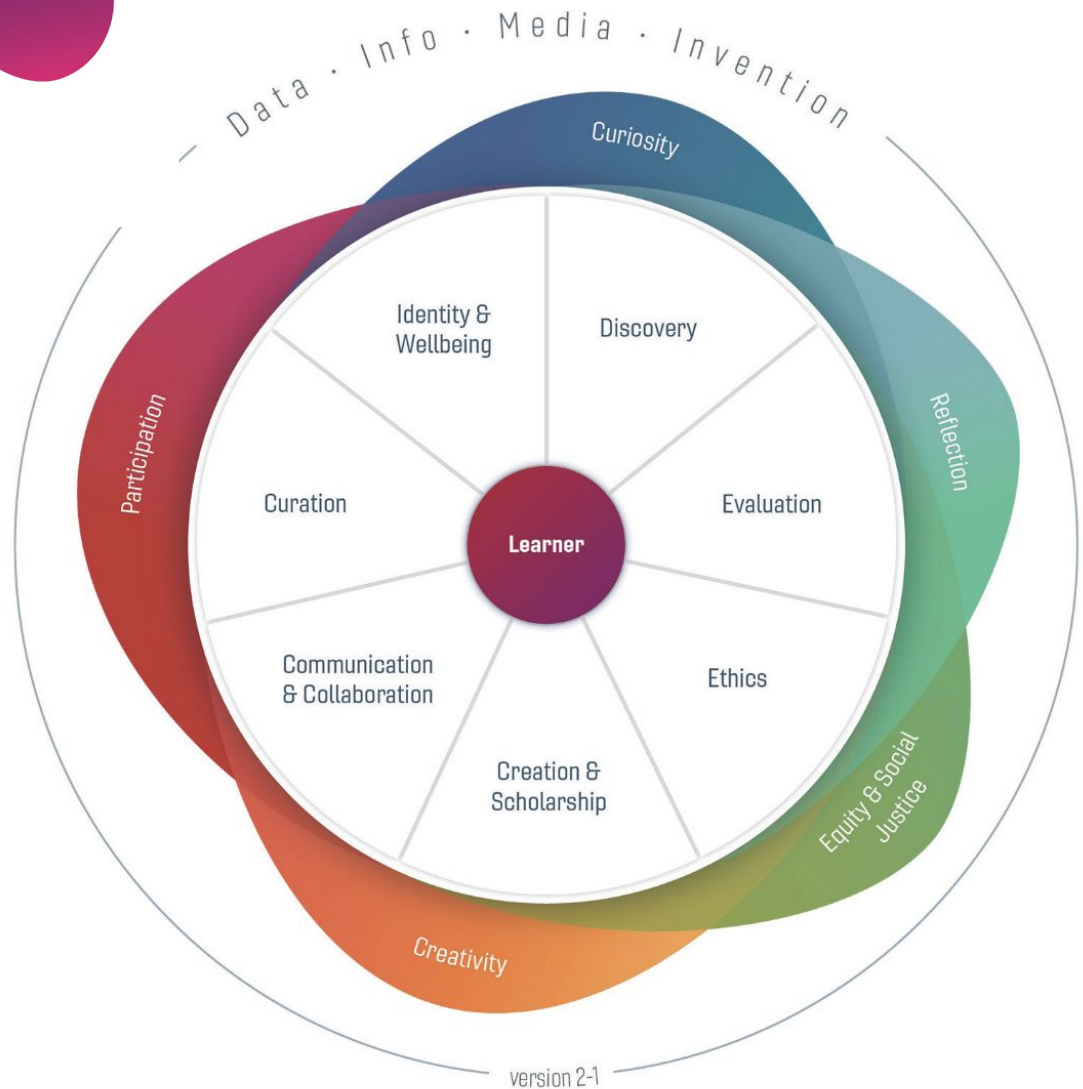 Data · Info · Media · Invention
Curiosity
Identity &
Wellbeing
Discovery
Participation
Reflection
Curation
Evaluation
Learner
Communication
& Collaboration
Ethics
Creation &
Scholarship
Equity & Social
Justice
Creativity
version 2-1